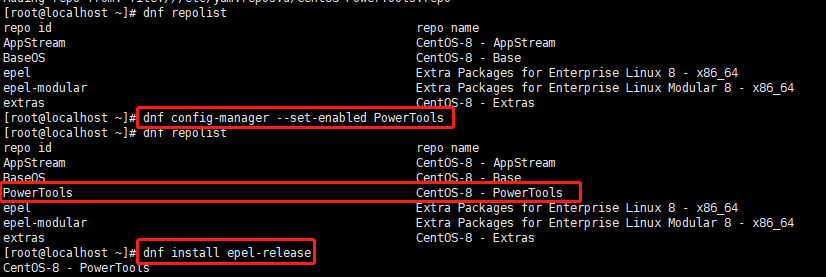 Adding repo from: file:///etc/yum.repos.d/CentOS-PowerTools.repo
[root@localhost ~]# dnf repolist
repo id repo name
AppStream CentOS-8 - AppStream
BaseOS CentOS-8 - Base
epel Extra Packages for Enterprise Linux 8 - x86_64
epel-modular Extra Packages for Enterprise Linux Modular 8 - x86_64
extras CentOS-8 - Extras
[root@localhost ~]# dnf config-manager --set-enabled PowerTools
[root@localhost ~]# dnf repolist
repo id repo name
AppStream CentOS-8 - AppStream
BaseOS CentOS-8 - Base
PowerTools CentOS-8 - PowerTools
epel Extra Packages for Enterprise Linux 8 - x86_64
epel-modular Extra Packages for Enterprise Linux Modular 8 - x86_64
extras CentOS-8 - Extras
[root@localhost ~]# dnf install epel-release
CentOS-8 - PowerTools